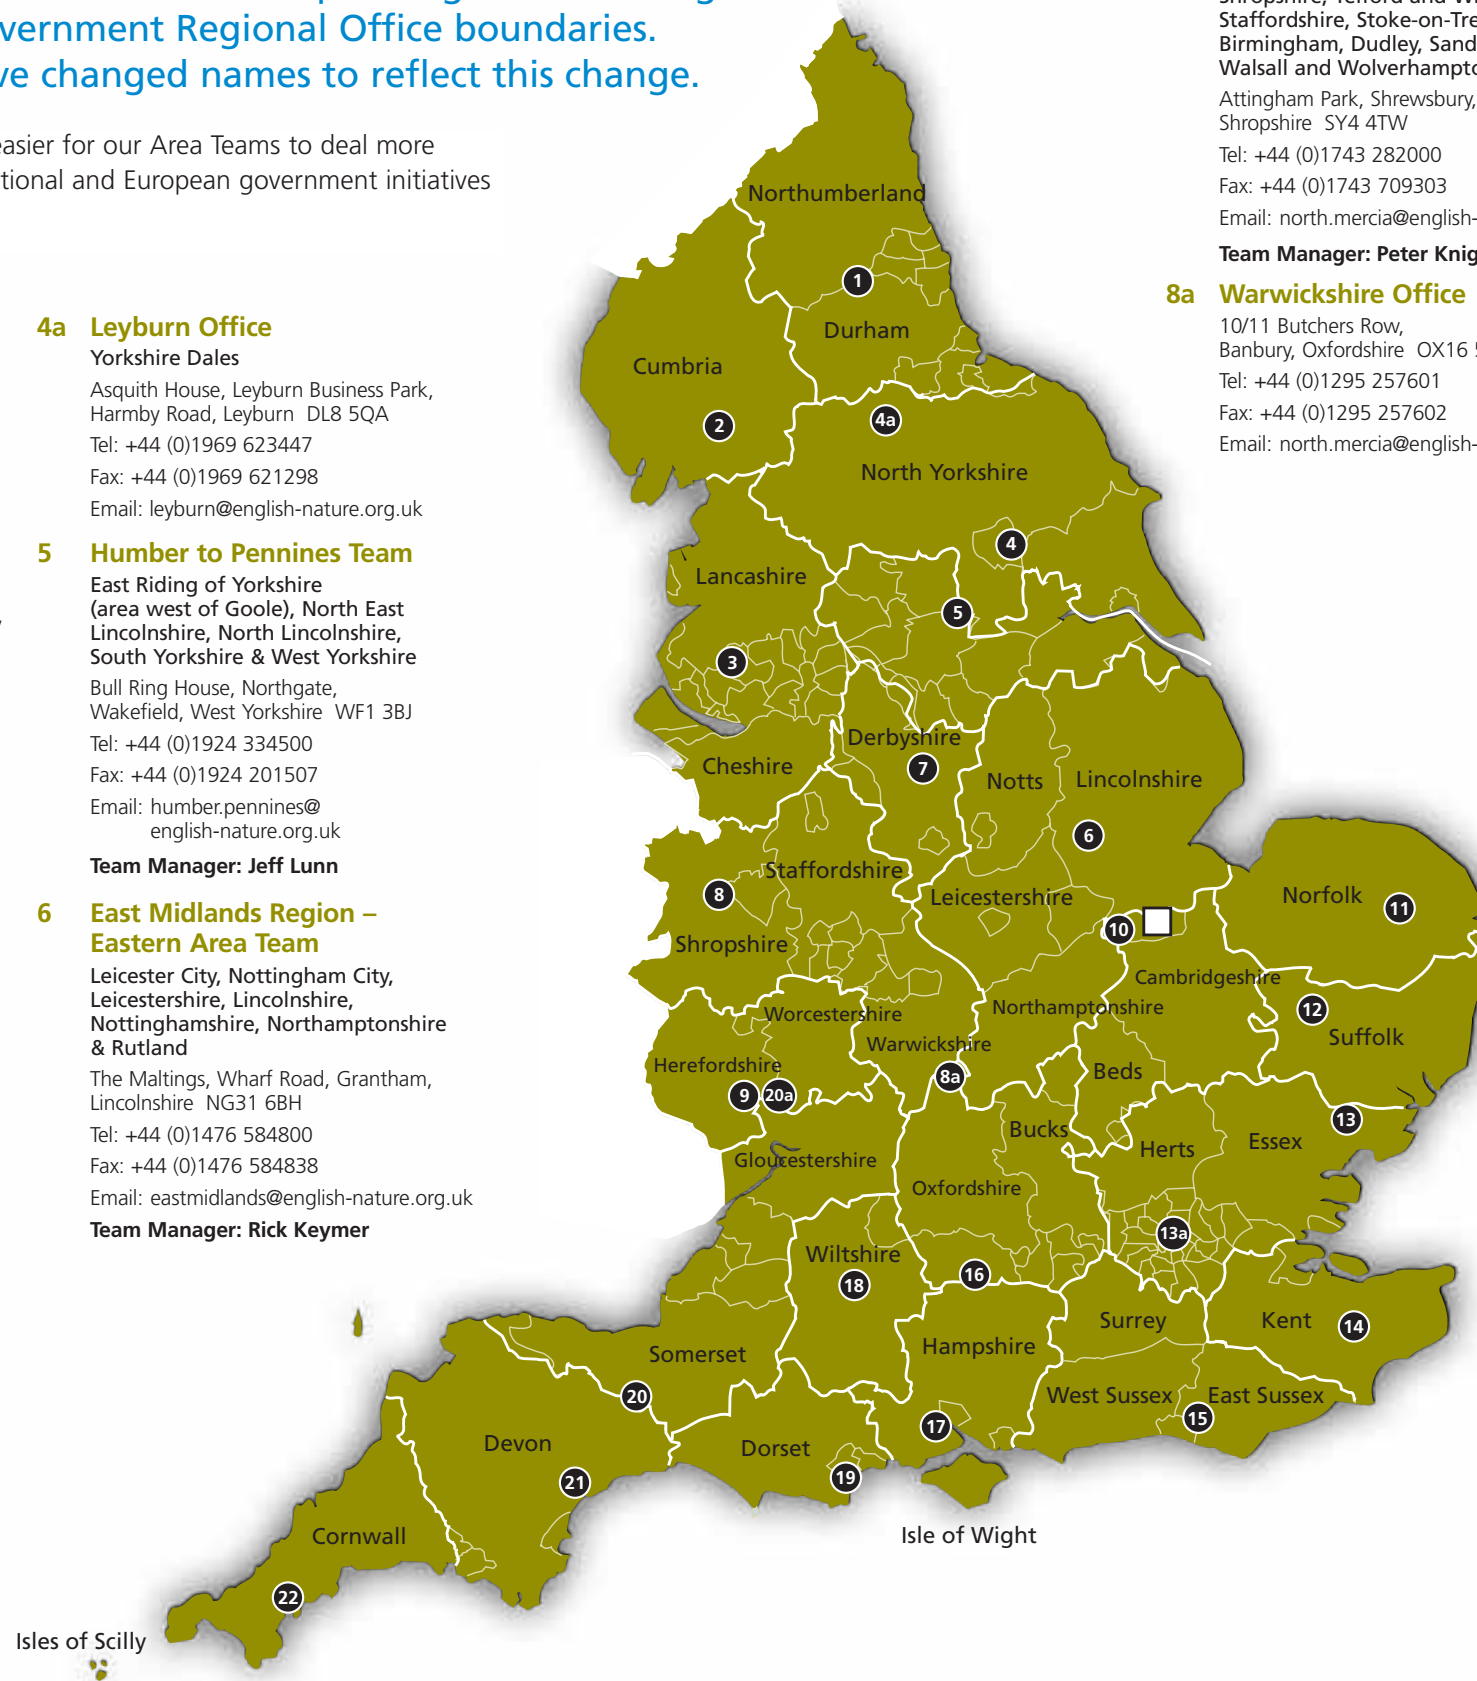 vernment Regional Office boundaries.
ve changed names to reflect this change.
easier for our Area Teams to deal more
tional and European government initiatives
4a Leyburn Office
Yorkshire Dales
Asquith House, Leyburn Business Park,
Harmby Road, Leyburn DL8 5QA
Tel: +44 (0)1969 623447
Fax: +44 (0)1969 621298
Email: leyburn@english-nature.org.uk
5 Humber to Pennines Team
East Riding of Yorkshire
(area west of Goole), North East
Lincolnshire, North Lincolnshire,
South Yorkshire & West Yorkshire
Bull Ring House, Northgate,
Wakefield, West Yorkshire WF1 3BJ
Tel: +44 (0)1924 334500
Fax: +44 (0)1924 201507
Email: humber.pennines@
english-nature.org.uk
Team Manager: Jeff Lunn
6 East Midlands Region –
Eastern Area Team
Leicester City, Nottingham City,
Leicestershire, Lincolnshire,
Nottinghamshire, Northamptonshire
& Rutland
The Maltings, Wharf Road, Grantham,
Lincolnshire NG31 6BH
Tel: +44 (0)1476 584800
Fax: +44 (0)1476 584838
Email: eastmidlands@english-nature.org.uk
Team Manager: Rick Keymer
Shropshire, Telford and W
Staffordshire, Stoke-on-Tre
Birmingham, Dudley, Sand
Walsall and Wolverhampto
Attingham Park, Shrewsbury,
Shropshire SY4 4TW
Tel: +44 (0)1743 282000
Fax: +44 (0)1743 709303
Email: north.mercia@english-
Team Manager: Peter Knig
8a Warwickshire Office
10/11 Butchers Row,
Banbury, Oxfordshire OX16 5
Tel: +44 (0)1295 257601
Fax: +44 (0)1295 257602
Email: north.mercia@english-
Northumberland
1
Durham
Cumbria
2
4a
North Yorkshire
4
Lancashire
5
3
Derbyshire
Cheshire
7
Notts
Lincolnshire
6
Staffordshire
8
Leicestershire
Norfolk
11
10
Shropshire
Cambridgeshire
Worcestershire
Northamptonshire
12
Suffolk
Warwickshire
Herefordshire
8a
Beds
9
20a
13
Bucks
Essex
Herts
Gloucestershire
Oxfordshire
13a
Wiltshire
16
18
Surrey
Kent
14
Hampshire
Somerset
20
West Sussex
East Sussex
15
17
Devon
Dorset
19
21
Isle of Wight
Cornwall
22
Isles of Scilly